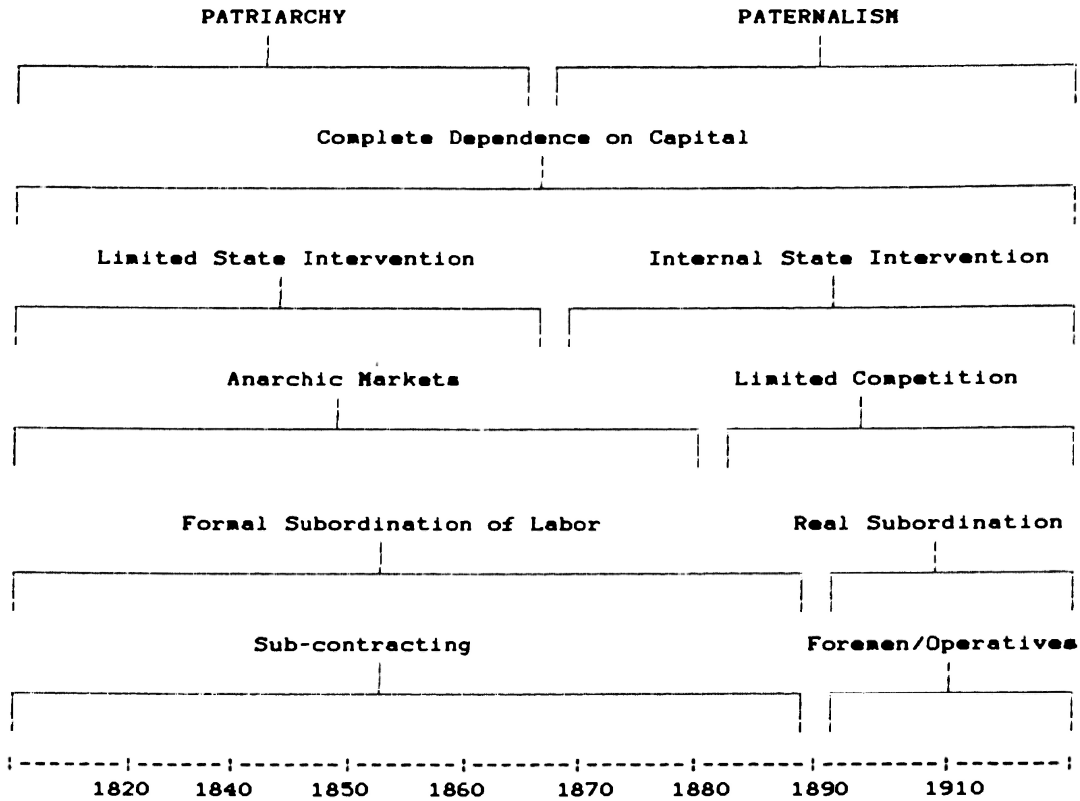 PATRIARCHY PATERNALISM
Complete Dependence on Capital
Limited State Intervention Internal State Intervention
Anarchic Markets Limited Competition
Formal Subordination of Labor Real Subordination
Sub-contracting Foremen/Operatives
1820 1840 1850 1860 1870 1880 1890 1910